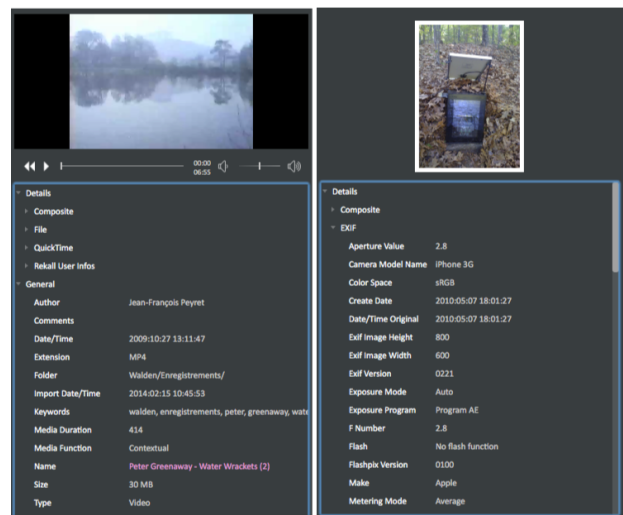 00:00
06:55
Details
Composite
File
QuickTime
Rekall User Infos
General
Author Jean-François Peyret
Comments
Date/Time 2009:10:27 13:11:47
Extension MP4
Folder Walden/Enregistrements/
Import Date/Time 2014:02:15 10:45:53
Keywords walden, enregistrements, peter, greenaway, wate
Media Duration 414
Media Function Contextual
Name Peter Greenaway - Water Wrackets (2)
Size 30 MB
Type Video
Details
Composite
EXIF
Aperture Value 2.8
Camera Model Name iPhone 3G
Color Space sRGB
Create Date 2010:05:07 18:01:27
Date/Time Original 2010:05:07 18:01:27
Exif Image Height 800
Exif Image Width 600
Exif Version 0221
Exposure Mode Auto
Exposure Program Program AE
F Number 2.8
Flash No flash function
Flashpix Version 0100
Make Apple
Metering Mode Average